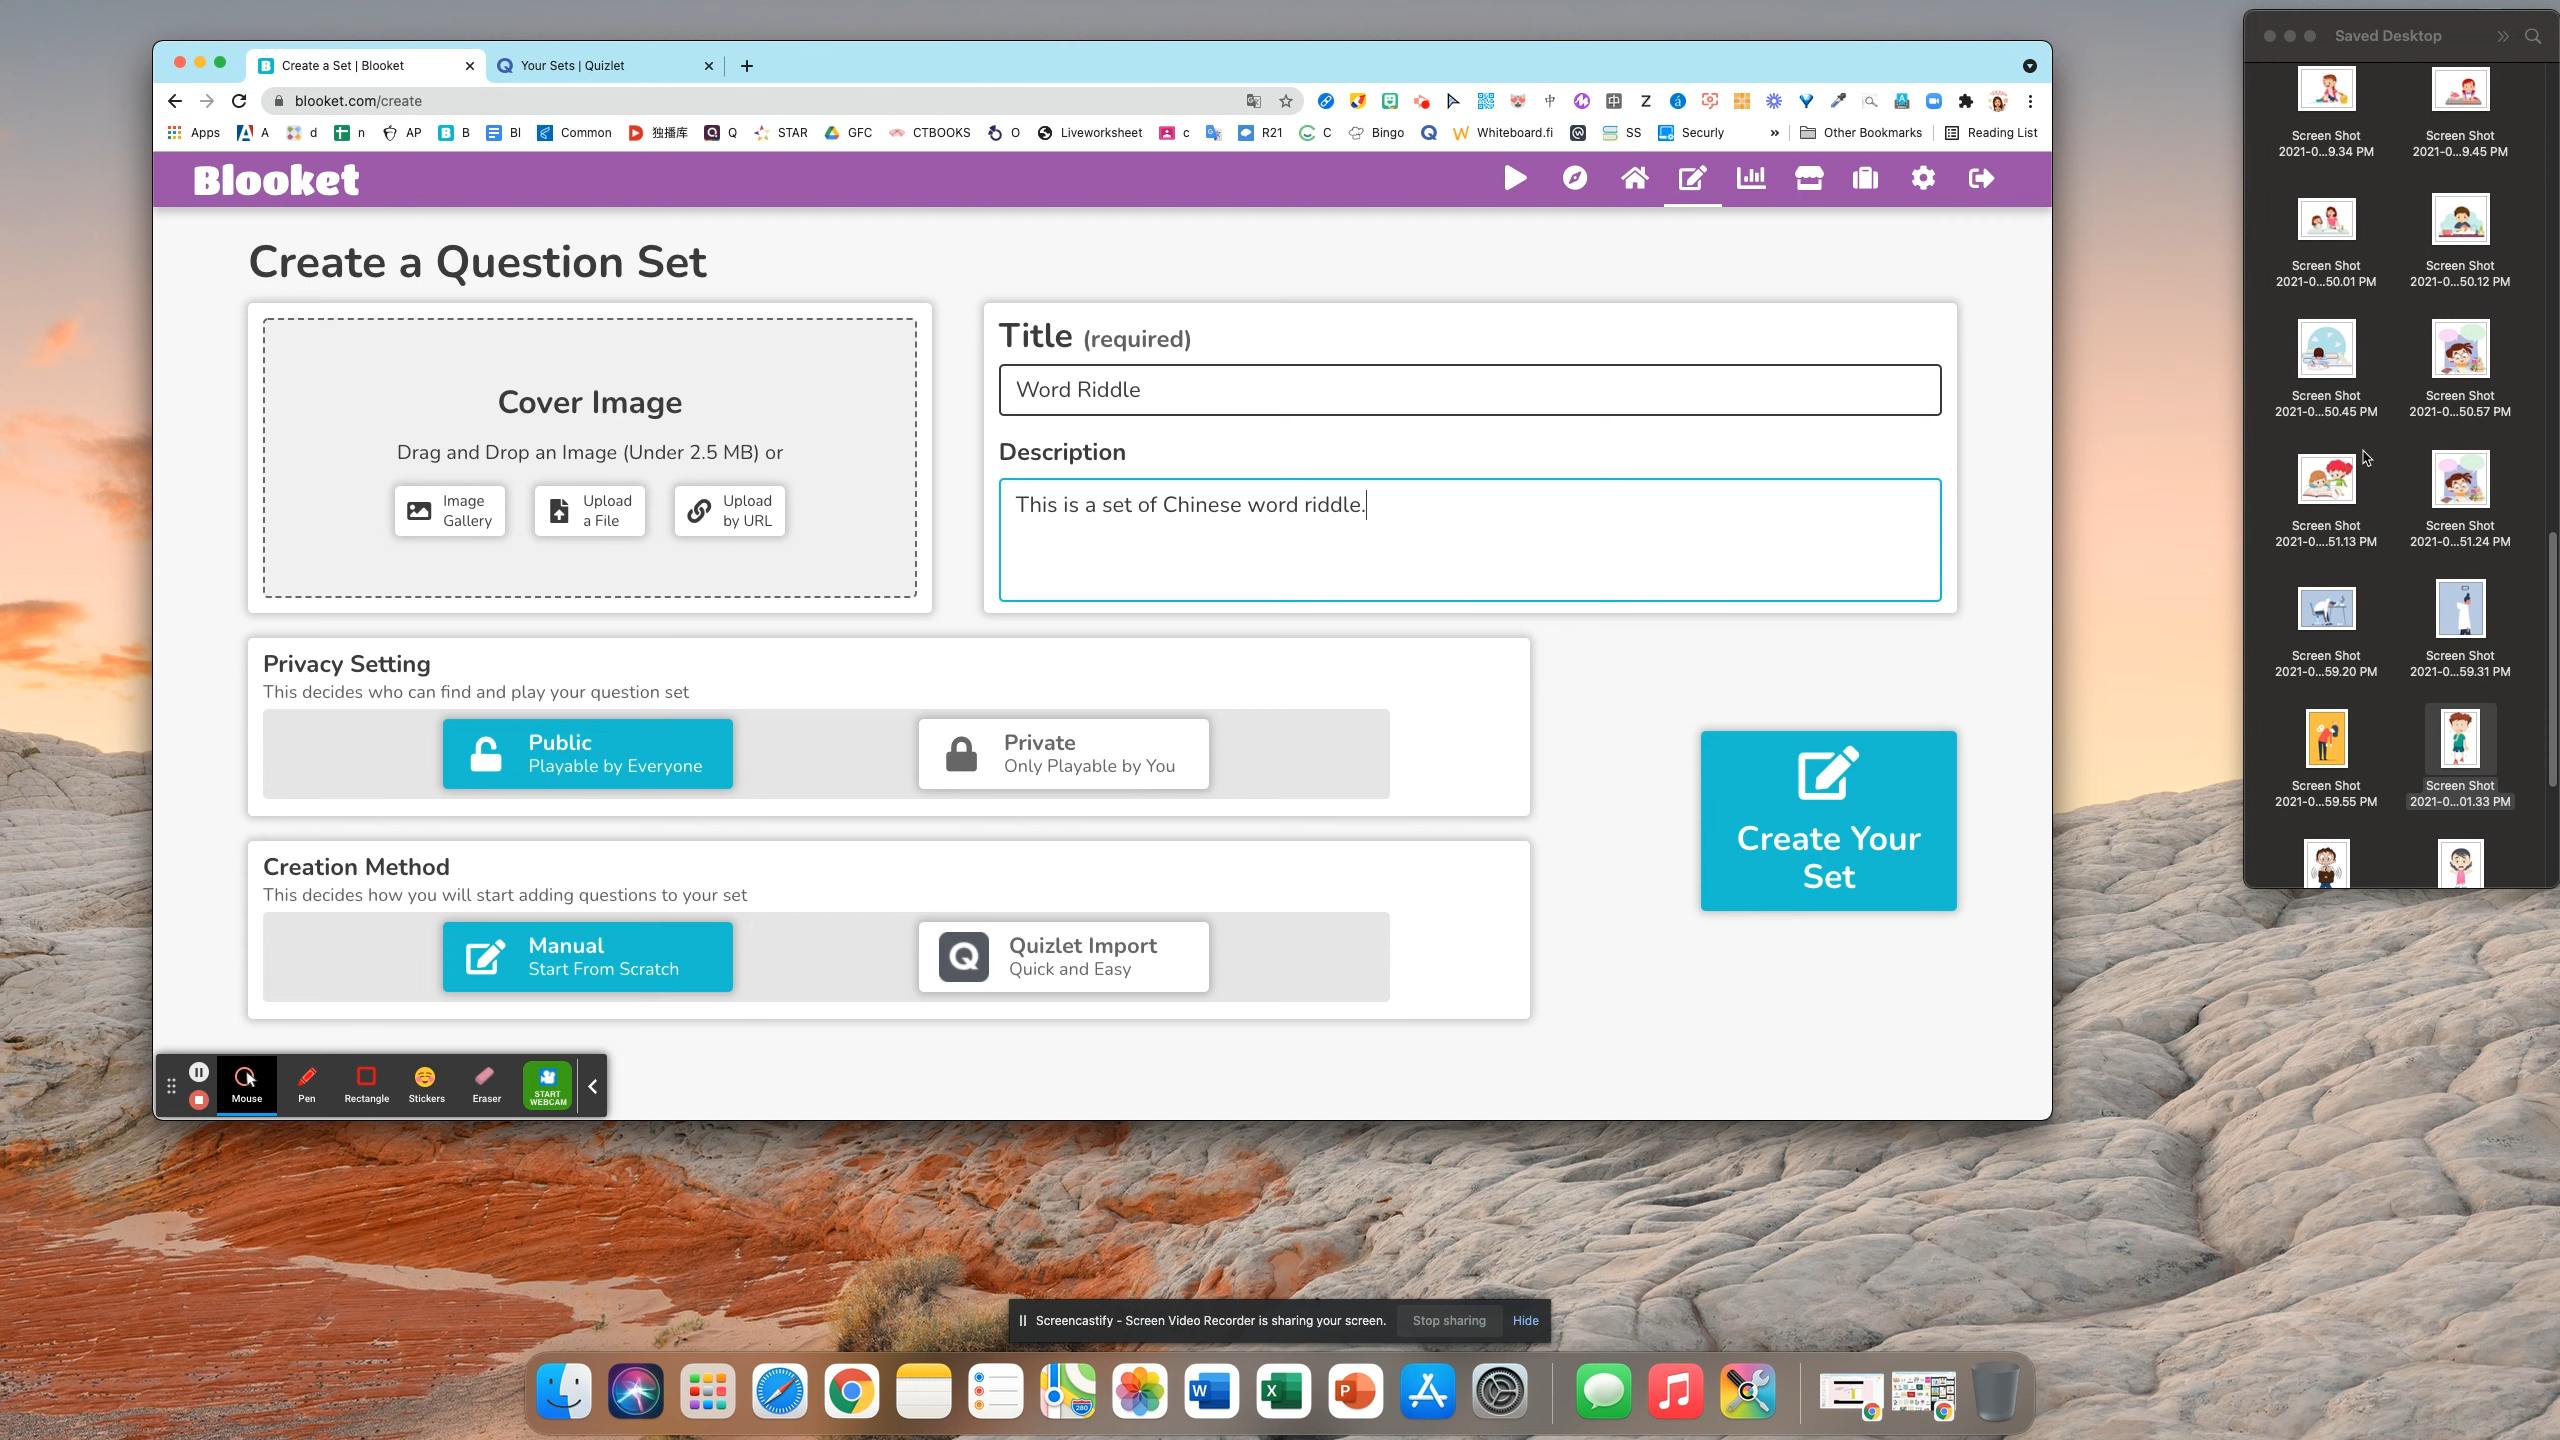 Create a Set | Blooket
Your Sets | Quizlet
Saved Desktop
blooket.com/create
Apps
A
d
n
AP
B
BI
Common
独播库
Q
STAR
GFC
CTBOOKS
O
Liveworksheet
c
R21
C
Bingo
Whiteboard.fi
SS
Securly
Other Bookmarks
Reading List
Blooket
Create a Question Set
Cover Image
Drag and Drop an Image (Under 2.5 MB) or
Image
Gallery
Upload
a File
Upload
by URL
Title (required)
Word Riddle
Description
This is a set of Chinese word riddle.
Privacy Setting
This decides who can find and play your question set
Public
Playable by Everyone
Private
Only Playable by You
Creation Method
This decides how you will start adding questions to your set
Manual
Start From Scratch
Q
Quizlet Import
Quick and Easy
Create Your
Set
Mouse
Pen
Rectangle
Stickers
Eraser
START
WEBCAM
Screen Shot
2021-0...9.34 PM
Screen Shot
2021-0...9.45 PM
Screen Shot
2021-0...50.01 PM
Screen Shot
2021-0...50.12 PM
Screen Shot
2021-0...50.45 PM
Screen Shot
2021-0...50.57 PM
Screen Shot
2021-0....51.13 PM
Screen Shot
2021-0...51.24 PM
Screen Shot
2021-0...59.20 PM
Screen Shot
2021-0...59.31 PM
Screen Shot
2021-0...59.55 PM
Screen Shot
2021-0...01.33 PM
Screencastify - Screen Video Recorder is sharing your screen.
Stop sharing
Hide